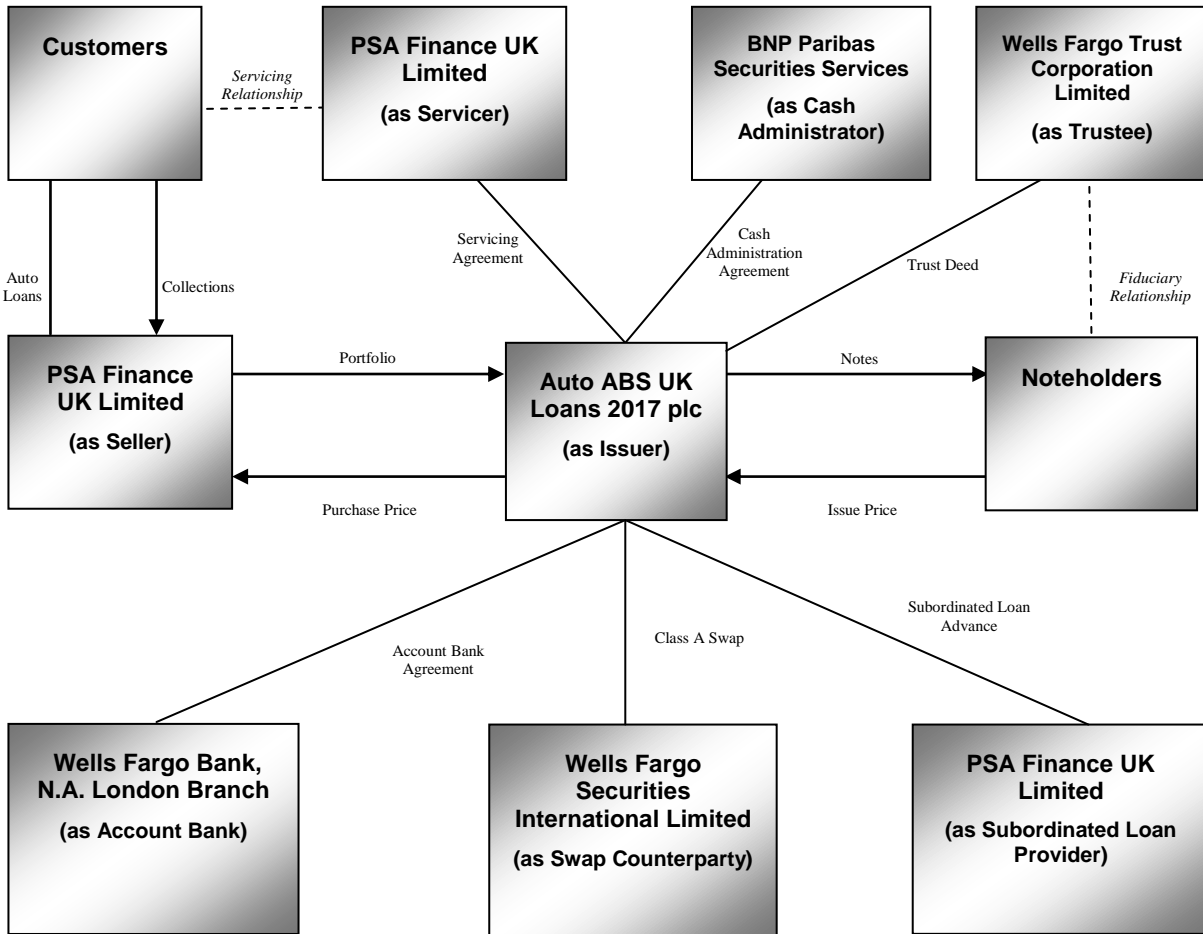 Customers
Servicing
Relationship
PSA Finance UK
Limited
(as Servicer)
BNP Paribas
Securities Services
(as Cash
Administrator)
Wells Fargo Trust
Corporation
Limited
(as Trustee)
Auto
Loans
Collections
Servicing
Agreement
Cash
Administration
Agreement
Trust Deed
Fiduciary
Relationship
PSA Finance
UK Limited
(as Seller)
Portfolio
Purchase Price
Auto ABS UK
Loans 2017 plc
(as Issuer)
Notes
Issue Price
Noteholders
Account Bank
Agreement
Class A Swap
Subordinated Loan
Advance
Wells Fargo Bank,
N.A. London Branch
(as Account Bank)
Wells Fargo
Securities
International Limited
(as Swap Counterparty)
PSA Finance UK
Limited
(as Subordinated Loan
Provider)